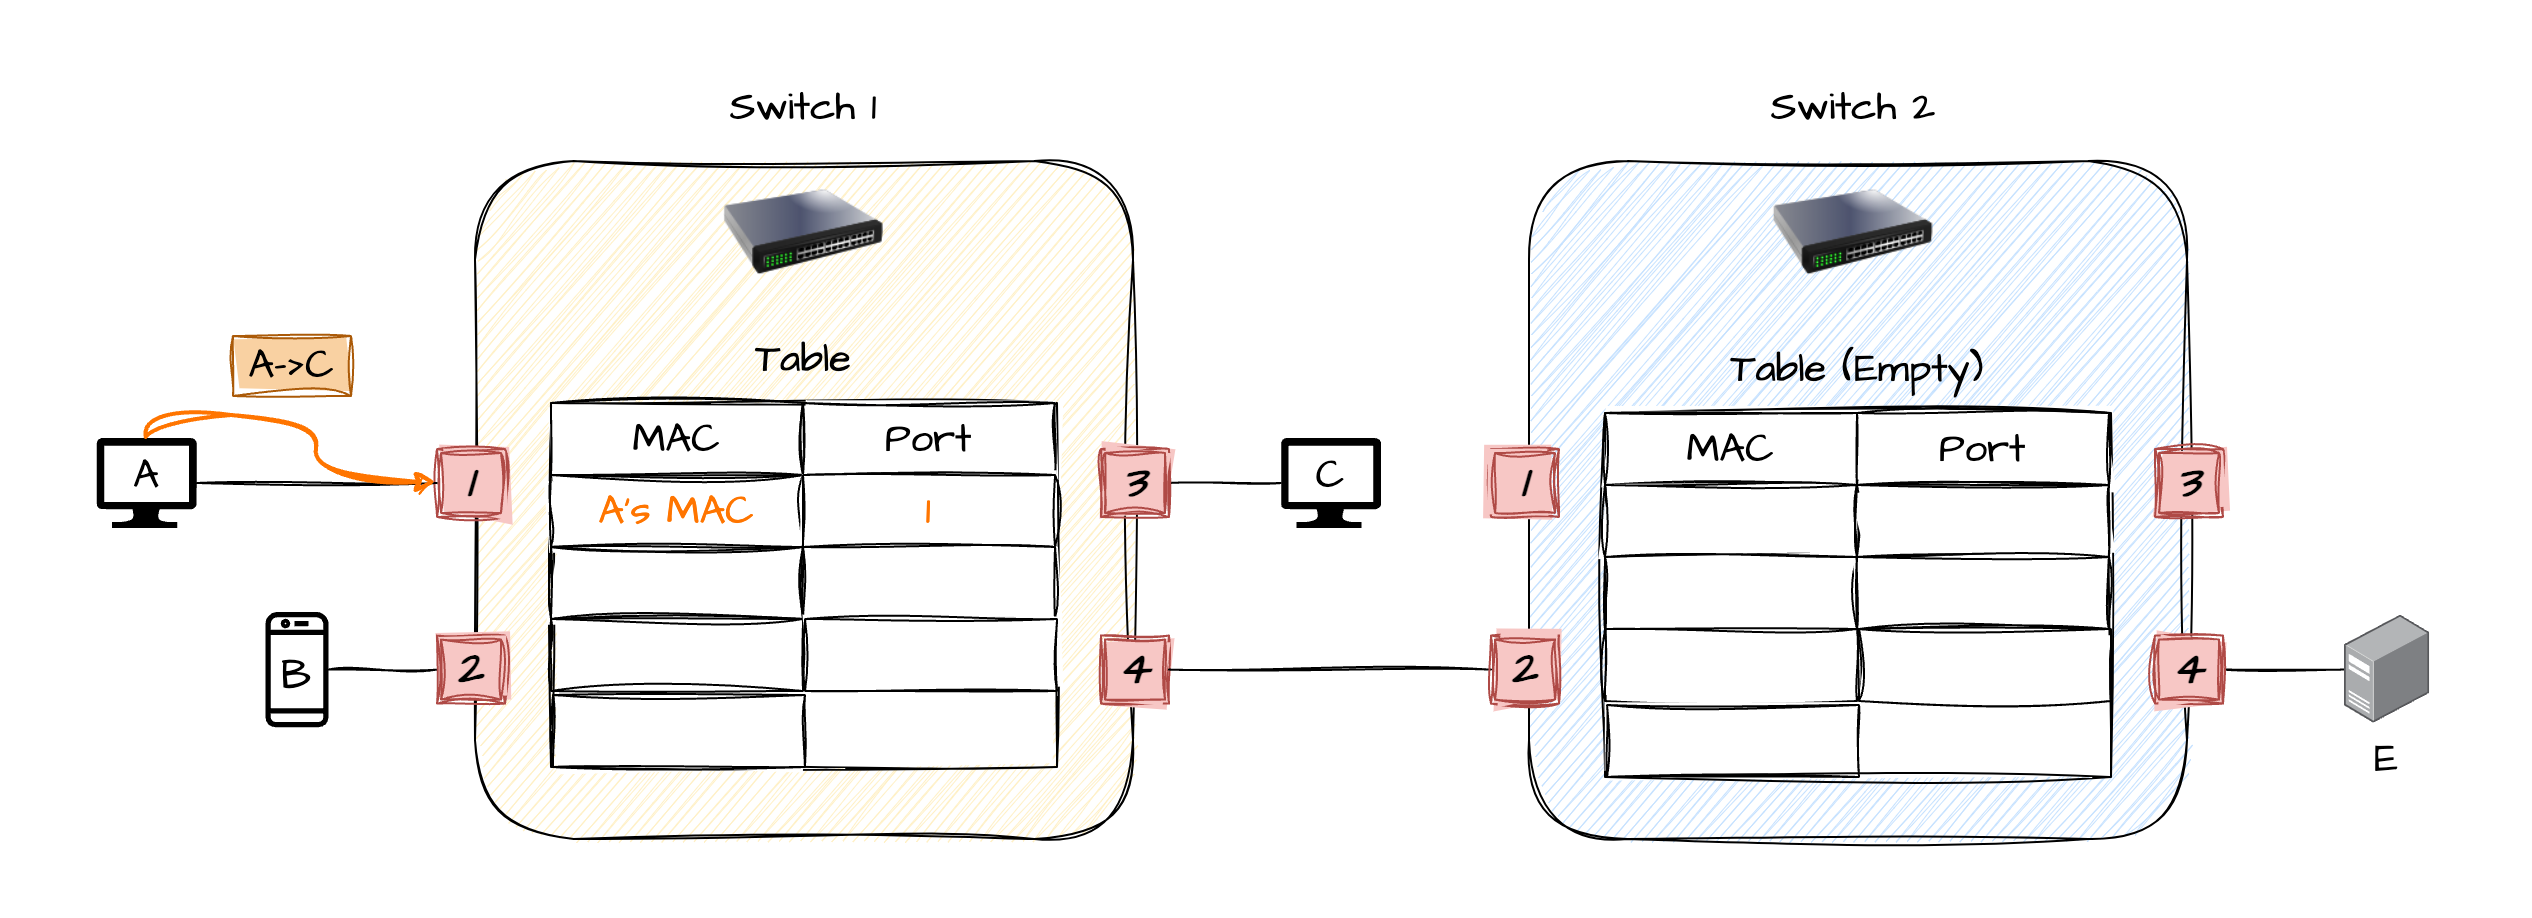 Switch 1
Switch 2
A->C
Table
Table (Empty)
MAC Port
MAC Port
A's MAC 1
A
1
3
C
1
3
B
2
4
2
4
E